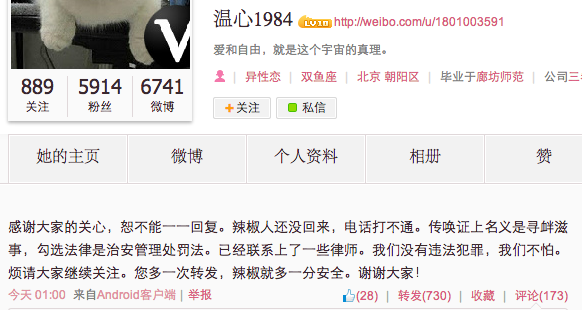 温心1984 LV10 http://weibo.com/u/1801003591
爱和自由，就是这个宇宙的真理。
| 异性恋 | 双鱼座 | 北京 朝阳区 | 毕业于廊坊师范 | 公司三
889 5914 6741
关注 粉丝 微博
+关注 私信
她的主页 微博 个人资料 相册 赞
感谢大家的关心，恕不能一一回复。辣椒人还没回来，电话打不通。传唤证上名义是寻衅滋
事，勾选法律是治安管理处罚法。已经联系上了一些律师。我们没有违法犯罪，我们不怕。
烦请大家继续关注。您多一次转发，辣椒就多一分安全。谢谢大家！
今天 01:00 来自Android客户端 | 举报 (28) | 转发(730) | 收藏 | 评论(173)